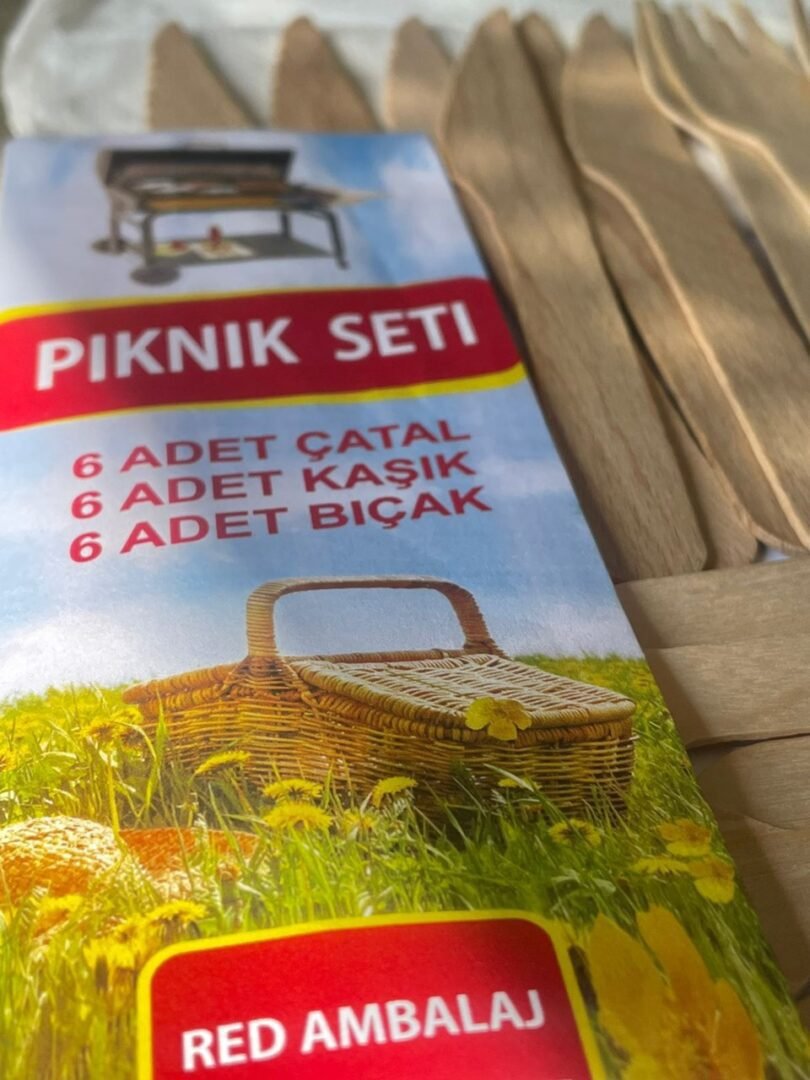 PIKNIK SETI
6 ADET ÇATAL
6 ADET KAŞIK
6 ADET BIÇAK
RED AMBALAJ